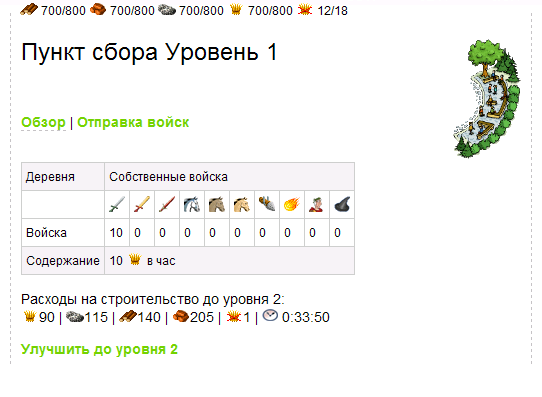 700/800 700/800 700/800 700/800 12/18
Пункт сбора Уровень 1
Обзор | Отправка войск
Деревня Собственные войска
Войска 10 0 0 0 0 0 0 0 0 0
Содержание 10 в час
Расходы на строительство до уровня 2:
90 | 115 | 140 | 205 | 1 | 0:33:50
Улучшить до уровня 2